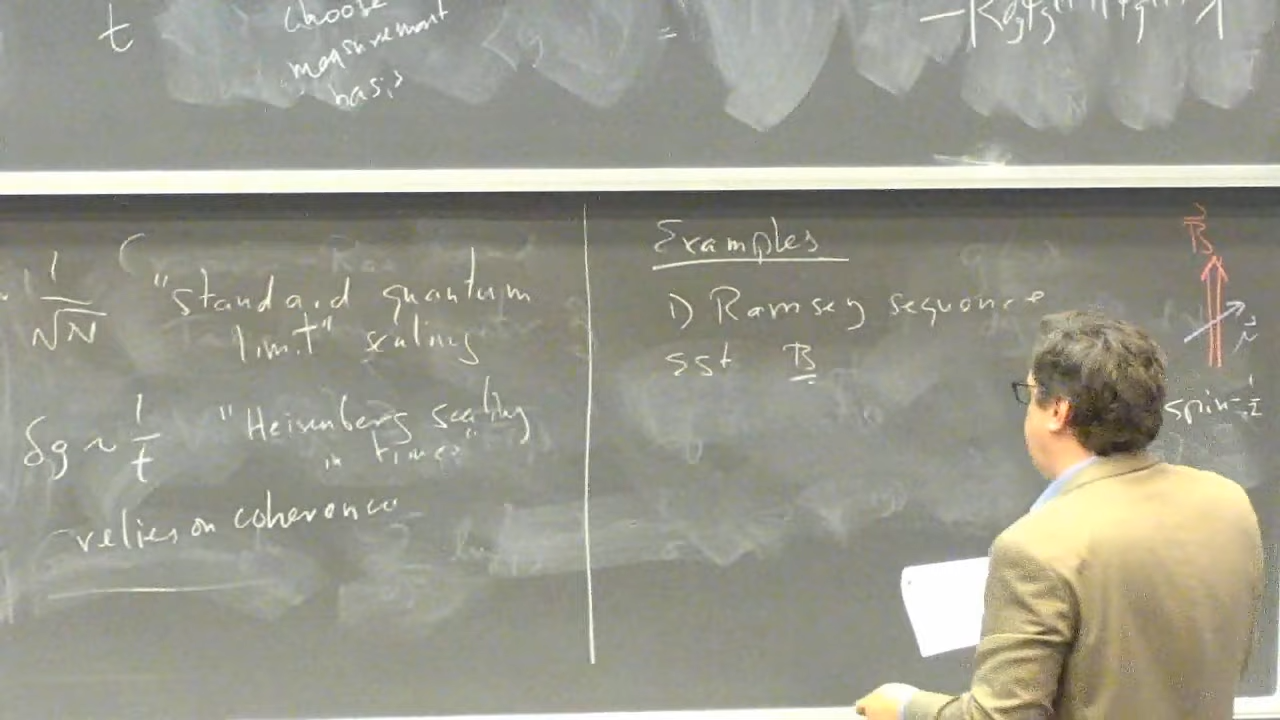 t
choose
measurement
basis
=
~ 1/√N "standard quantum
limit" scaling
δg ~ 1/t "Heisenberg scaling
in time"
relies on coherence
Examples
1) Ramsey sequence
est B
B
spin-1/2